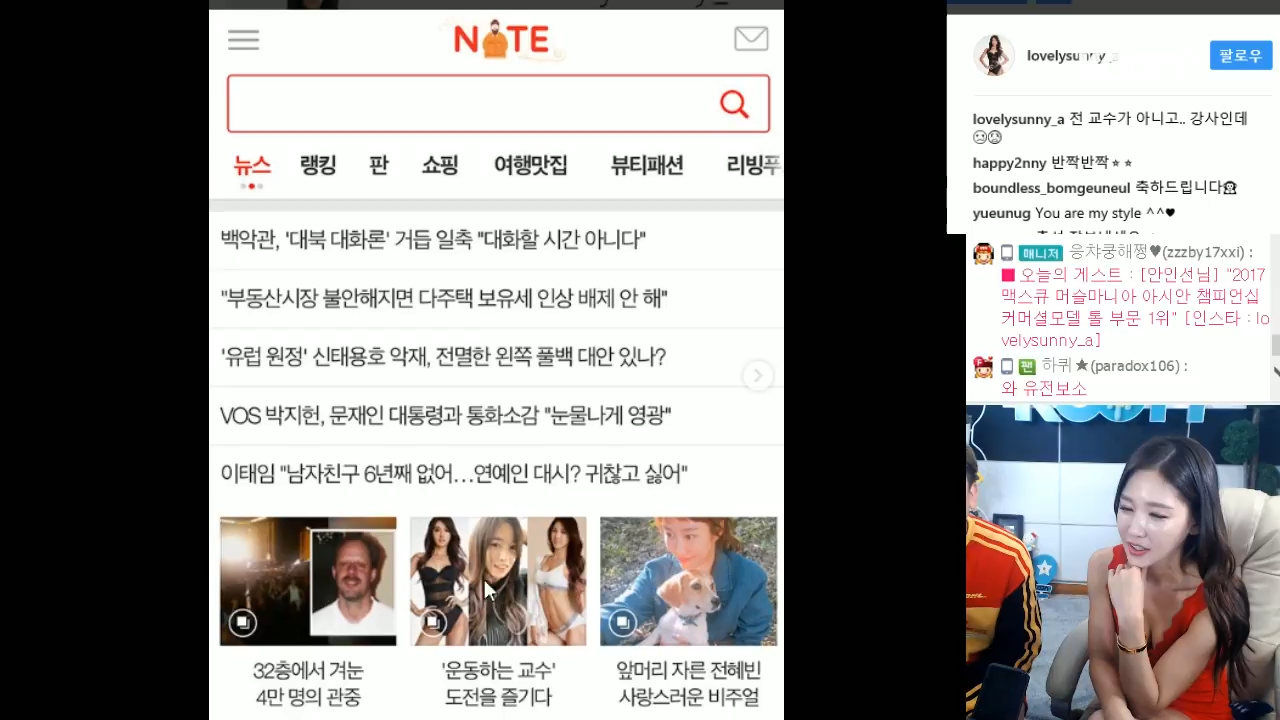 NATE
뉴스 랭킹 판 쇼핑 여행맛집 뷰티패션 리빙푸
백악관, '대북 대화론' 거듭 일축 "대화할 시간 아니다"
"부동산시장 불안해지면 다주택 보유세 인상 배제 안 해"
'유럽 원정' 신태용호 악재, 전멸한 왼쪽 풀백 대안 있나?
VOS 박지헌, 문재인 대통령과 통화소감 "눈물나게 영광"
이태임 "남자친구 6년째 없어…연예인 대시? 귀찮고 싫어"
32층에서 겨눈
4만 명의 관중
'운동하는 교수'
도전을 즐기다
앞머리 자른 전혜빈
사랑스러운 비주얼
lovelysunny_a
팔로우
lovelysunny_a 전 교수가 아니고.. 강사인데
happy2nny 반짝반짝⭐⭐
boundless_bomgeuneul 축하드립니다
yueunug You are my style ^^♥
매니저 응챠쿵해쩡♥(zzzby17xxi) :
■ 오늘의 게스트 : [안인선님] "2017
맥스큐 머슬마니아 아시안 챔피언십
커머셜모델 톨 부문 1위" [인스타 : lo
velysunny_a]
팬 하쿼★(paradox106) :
와 유전보소